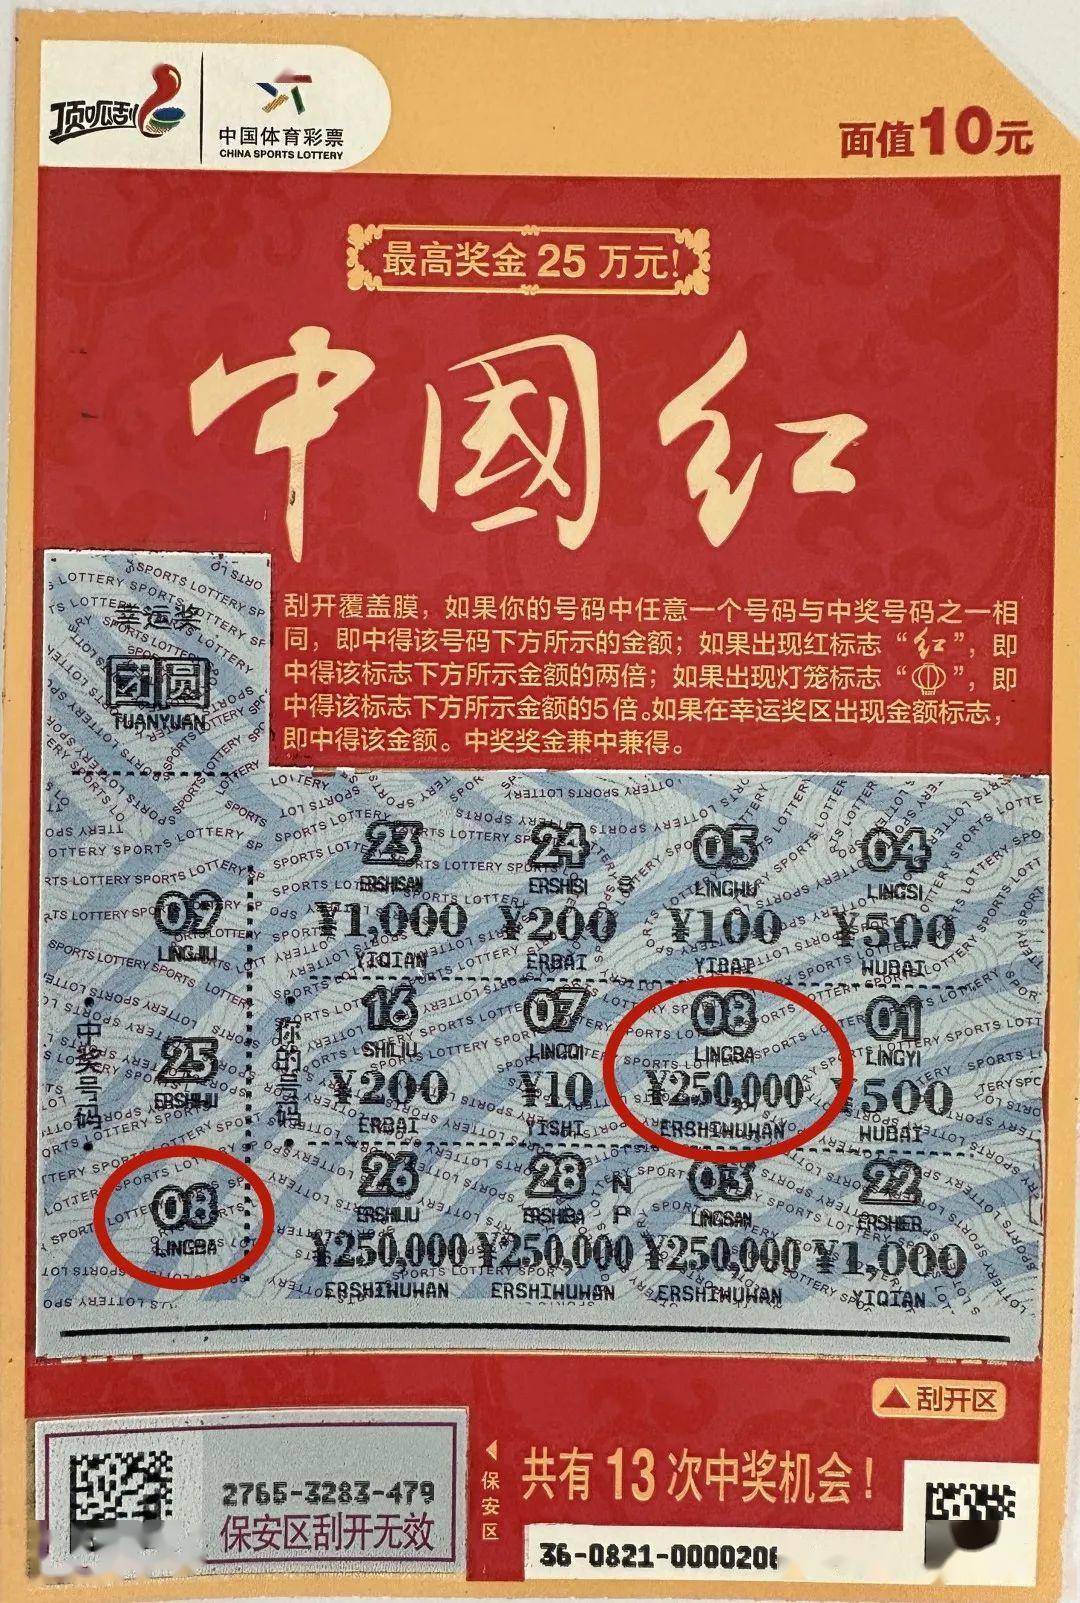 顶呱刮
中国体育彩票
CHINA SPORTS LOTTERY
面值10元
最高奖金25万元!
中國红
刮开覆盖膜，如果你的号码中任意一个号码与中奖号码之一相
同，即中得该号码下方所示的金额；如果出现红标志“红”，即
中得该标志下方所示金额的两倍；如果出现灯笼标志“”，即
中得该标志下方所示金额的5倍。如果在幸运奖区出现金额标志，
即中得该金额。中奖奖金兼中兼得。
幸运奖
团圆
TUANYUAN
中奖号码
09
LINGJIU
25
ERSHIWU
08
LINGBA
你的号码
23 24 05 04
ERSHISAN ERSHISI S LINGWU LINGSI
¥1,000 ¥200 ¥100 ¥500
YIQIAN ERBAI YIBAI WUBAI
16 07 08 01
SHILIU LINGQI LINGBA LINGYI
¥200 ¥10 ¥250,000 ¥500
ERBAI YISHI ERSHIWUWAN WUBAI
26 28 N 03 22
ERSHILIU ERSHIBA P LINGSAN ERSHIER
¥250,000 ¥250,000 ¥250,000 ¥1,000
ERSHIWUWAN ERSHIWUWAN ERSHIWUWAN YIQIAN
刮开区
2765-3283-479
保安区刮开无效
保安区
共有13次中奖机会！
36-0821-000020